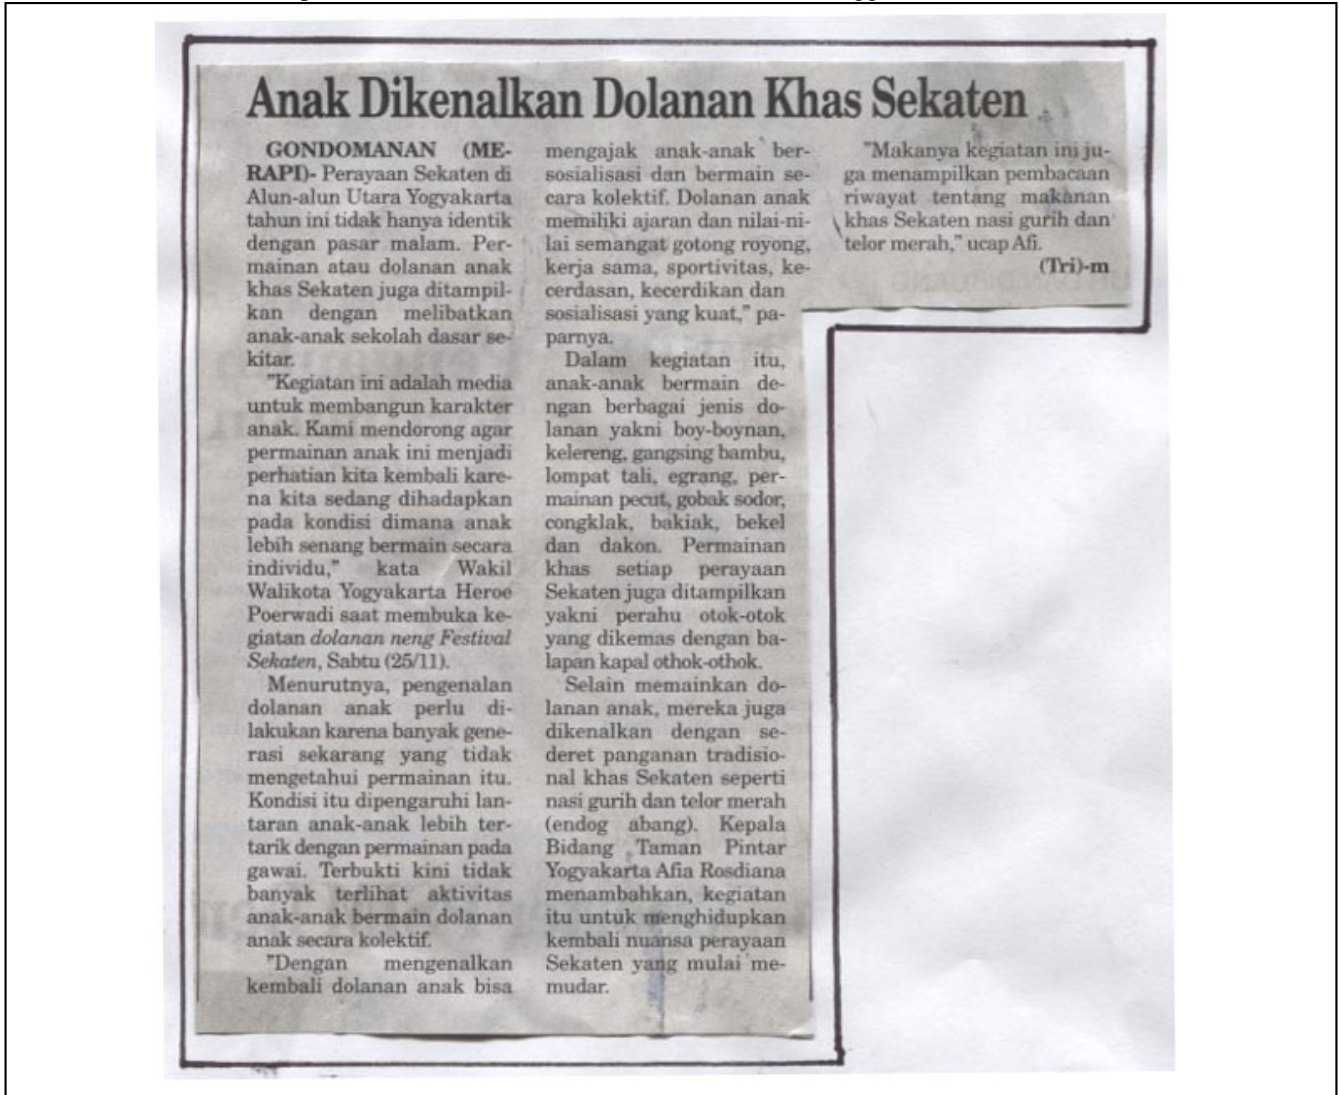 Anak Dikenalkan Dolanan Khas Sekaten
GONDOMANAN (ME-
RAPI)- Perayaan Sekaten di
Alun-alun Utara Yogyakarta
tahun ini tidak hanya identik
dengan pasar malam. Per-
mainan atau dolanan anak
khas Sekaten juga ditampil-
kan dengan melibatkan
anak-anak sekolah dasar se-
kitar.
"Kegiatan ini adalah media
untuk membangun karakter
anak. Kami mendorong agar
permainan anak ini menjadi
perhatian kita kembali kare-
na kita sedang dihadapkan
pada kondisi dimana anak
lebih senang bermain secara
individu," kata Wakil
Walikota Yogyakarta Heroe
Poerwadi saat membuka ke-
giatan dolanan neng Festival
Sekaten, Sabtu (25/11).
Menurutnya, pengenalan
dolanan anak perlu di-
lakukan karena banyak gene-
rasi sekarang yang tidak
mengetahui permainan itu.
Kondisi itu dipengaruhi lan-
taran anak-anak lebih ter-
tarik dengan permainan pada
gawai. Terbukti kini tidak
banyak terlihat aktivitas
anak-anak bermain dolanan
anak secara kolektif.
"Dengan mengenalkan
kembali dolanan anak bisa
mengajak anak-anak ber-
sosialisasi dan bermain se-
cara kolektif. Dolanan anak
memiliki ajaran dan nilai-ni-
lai semangat gotong royong,
kerja sama, sportivitas, ke-
cerdasan, kecerdikan dan
sosialisasi yang kuat," pa-
parnya.
Dalam kegiatan itu,
anak-anak bermain de-
ngan berbagai jenis do-
lanan yakni boy-boynan,
kelereng, gangsing bambu,
lompat tali, egrang, per-
mainan pecut, gobak sodor,
congklak, bakiak, bekel
dan dakon. Permainan
khas setiap perayaan
Sekaten juga ditampilkan
yakni perahu otok-otok
yang dikemas dengan ba-
lapan kapal othok-othok.
Selain memainkan do-
lanan anak, mereka juga
dikenalkan dengan se-
deret panganan tradisio-
nal khas Sekaten seperti
nasi gurih dan telor merah
(endog abang). Kepala
Bidang Taman Pintar
Yogyakarta Afia Rosdiana
menambahkan, kegiatan
itu untuk menghidupkan
kembali nuansa perayaan
Sekaten yang mulai me-
mudar.
"Makanya kegiatan ini ju-
ga menampilkan pembacaan
riwayat tentang makanan
khas Sekaten nasi gurih dan
telor merah," ucap Afi.
(Tri)-m